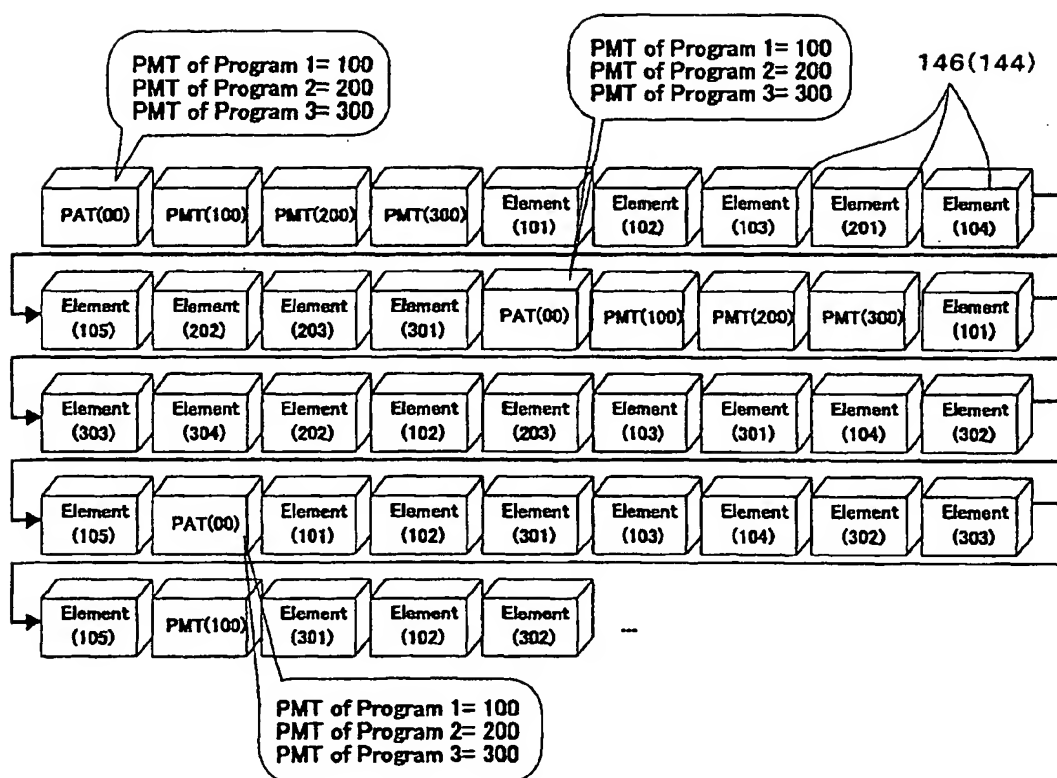 PMT of Program 1= 100
PMT of Program 2= 200
PMT of Program 3= 300
PMT of Program 1= 100
PMT of Program 2= 200
PMT of Program 3= 300
146(144)
PAT(00) PMT(100) PMT(200) PMT(300) Element (101) Element (102) Element (103) Element (201) Element (104)
Element (105) Element (202) Element (203) Element (301) PAT(00) PMT(100) PMT(200) PMT(300) Element (101)
Element (303) Element (304) Element (202) Element (102) Element (203) Element (103) Element (301) Element (104) Element (302)
Element (105) PAT(00) Element (101) Element (102) Element (301) Element (103) Element (104) Element (302) Element (303)
Element (105) PMT(100) Element (301) Element (102) Element (302) ...
PMT of Program 1= 100
PMT of Program 2= 200
PMT of Program 3= 300